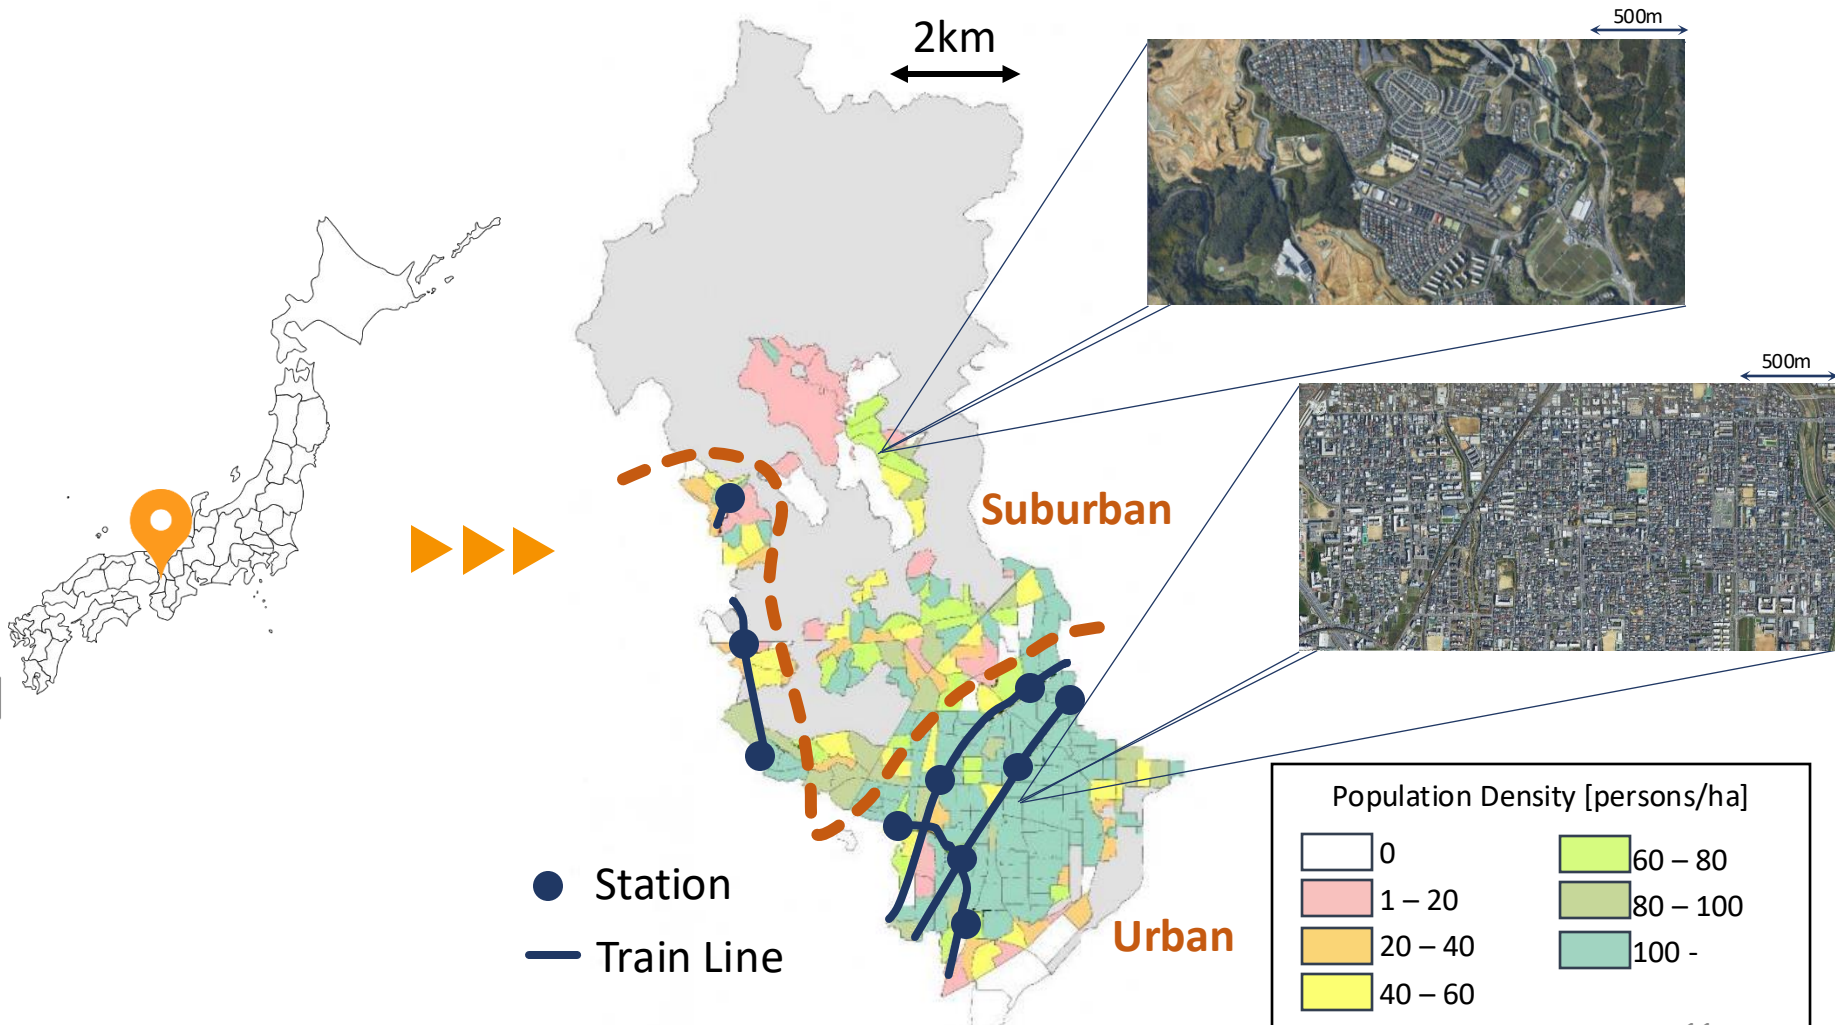 2km
500m
500m
Suburban
Urban
Station
Train Line
Population Density [persons/ha]
0
1 – 20
20 – 40
40 – 60
60 – 80
80 – 100
100 -